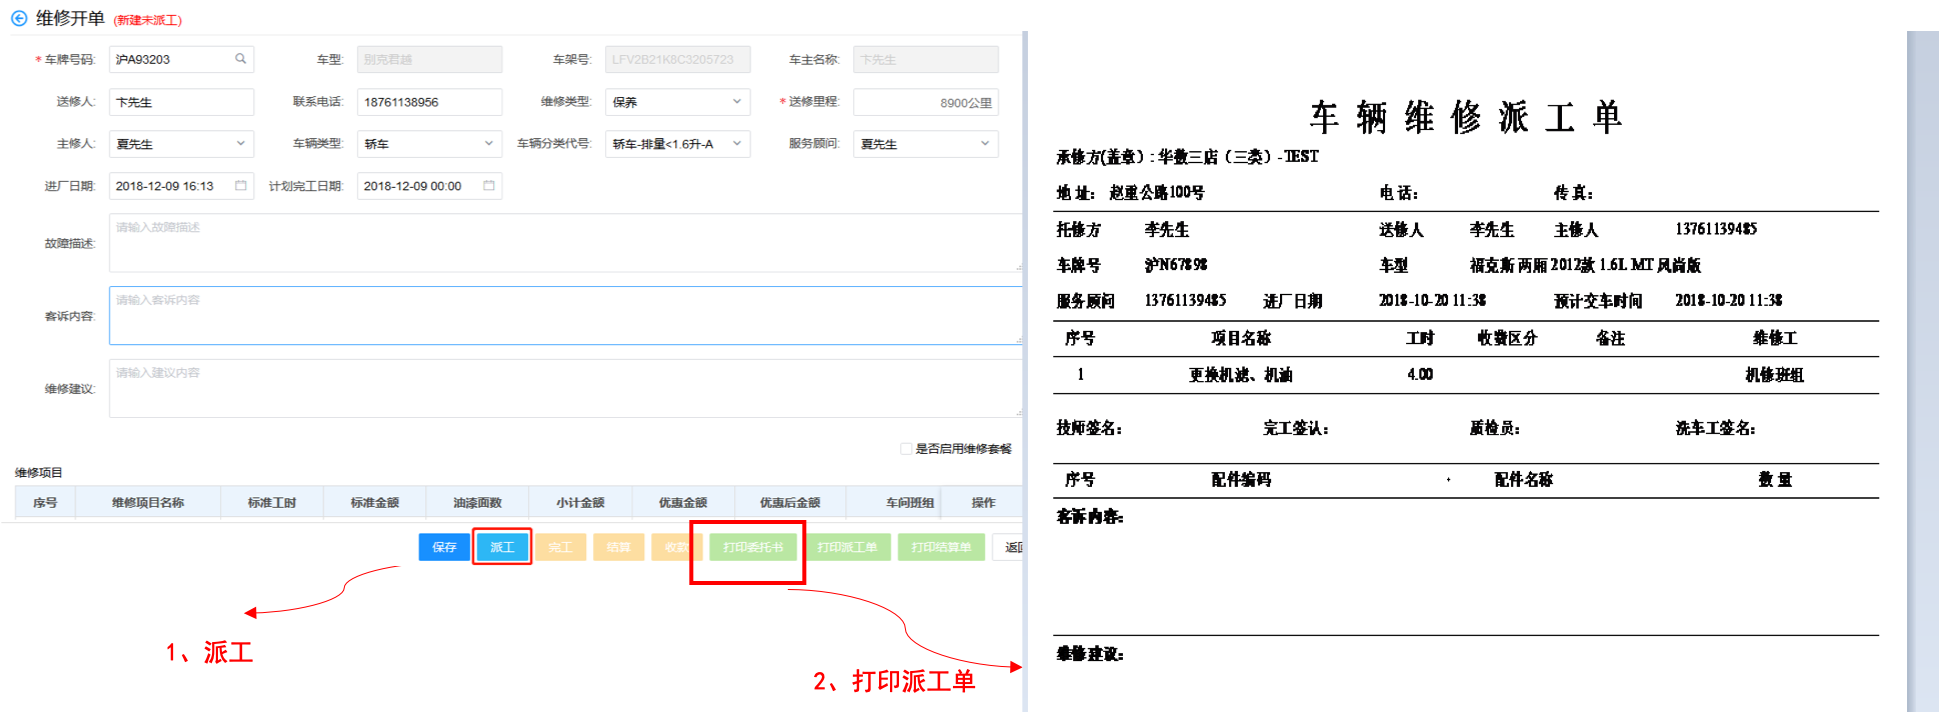 维修开单 (新建未派工)
* 车牌号码: 沪A93203 车型: 别克君越 车架号: LFV2B21K8C3205723 车主名称: 卞先生
送修人: 卞先生 联系电话: 18761138956 维修类型: 保养 * 送修里程: 8900公里
主修人: 夏先生 车辆类型: 轿车 车辆分类代号: 轿车-排量<1.6升-A 服务顾问: 夏先生
进厂日期: 2018-12-09 16:13 计划完工日期: 2018-12-09 00:00
故障描述: 请输入故障描述
客诉内容: 请输入客诉内容
维修建议: 请输入建议内容
是否启用维修套餐
维修项目
序号 维修项目名称 标准工时 标准金额 油漆面数 小计金额 优惠金额 优惠后金额 车间班组 操作
保存 派工 完工 结算 收款 打印委托书 打印派工单 打印结算单 返回
1、派工
2、打印派工单
车辆维修派工单
承修方(盖章):华数三店(三类)-TEST
地址: 赵重公路100号 电话: 传真:
托修方 李先生 送修人 李先生 主修人 13761139485
车牌号 沪N67898 车型 福克斯 两厢 2012款 1.6L MT 风尚版
服务顾问 13761139485 进厂日期 2018-10-20 11:38 预计交车时间 2018-10-20 11:38
序号 项目名称 工时 收费区分 备注 维修工
1 更换机滤、机油 4.00 机修班组
技师签名: 完工签认: 质检员: 洗车工签名:
序号 配件编码 配件名称 数量
客诉内容:
维修建议: